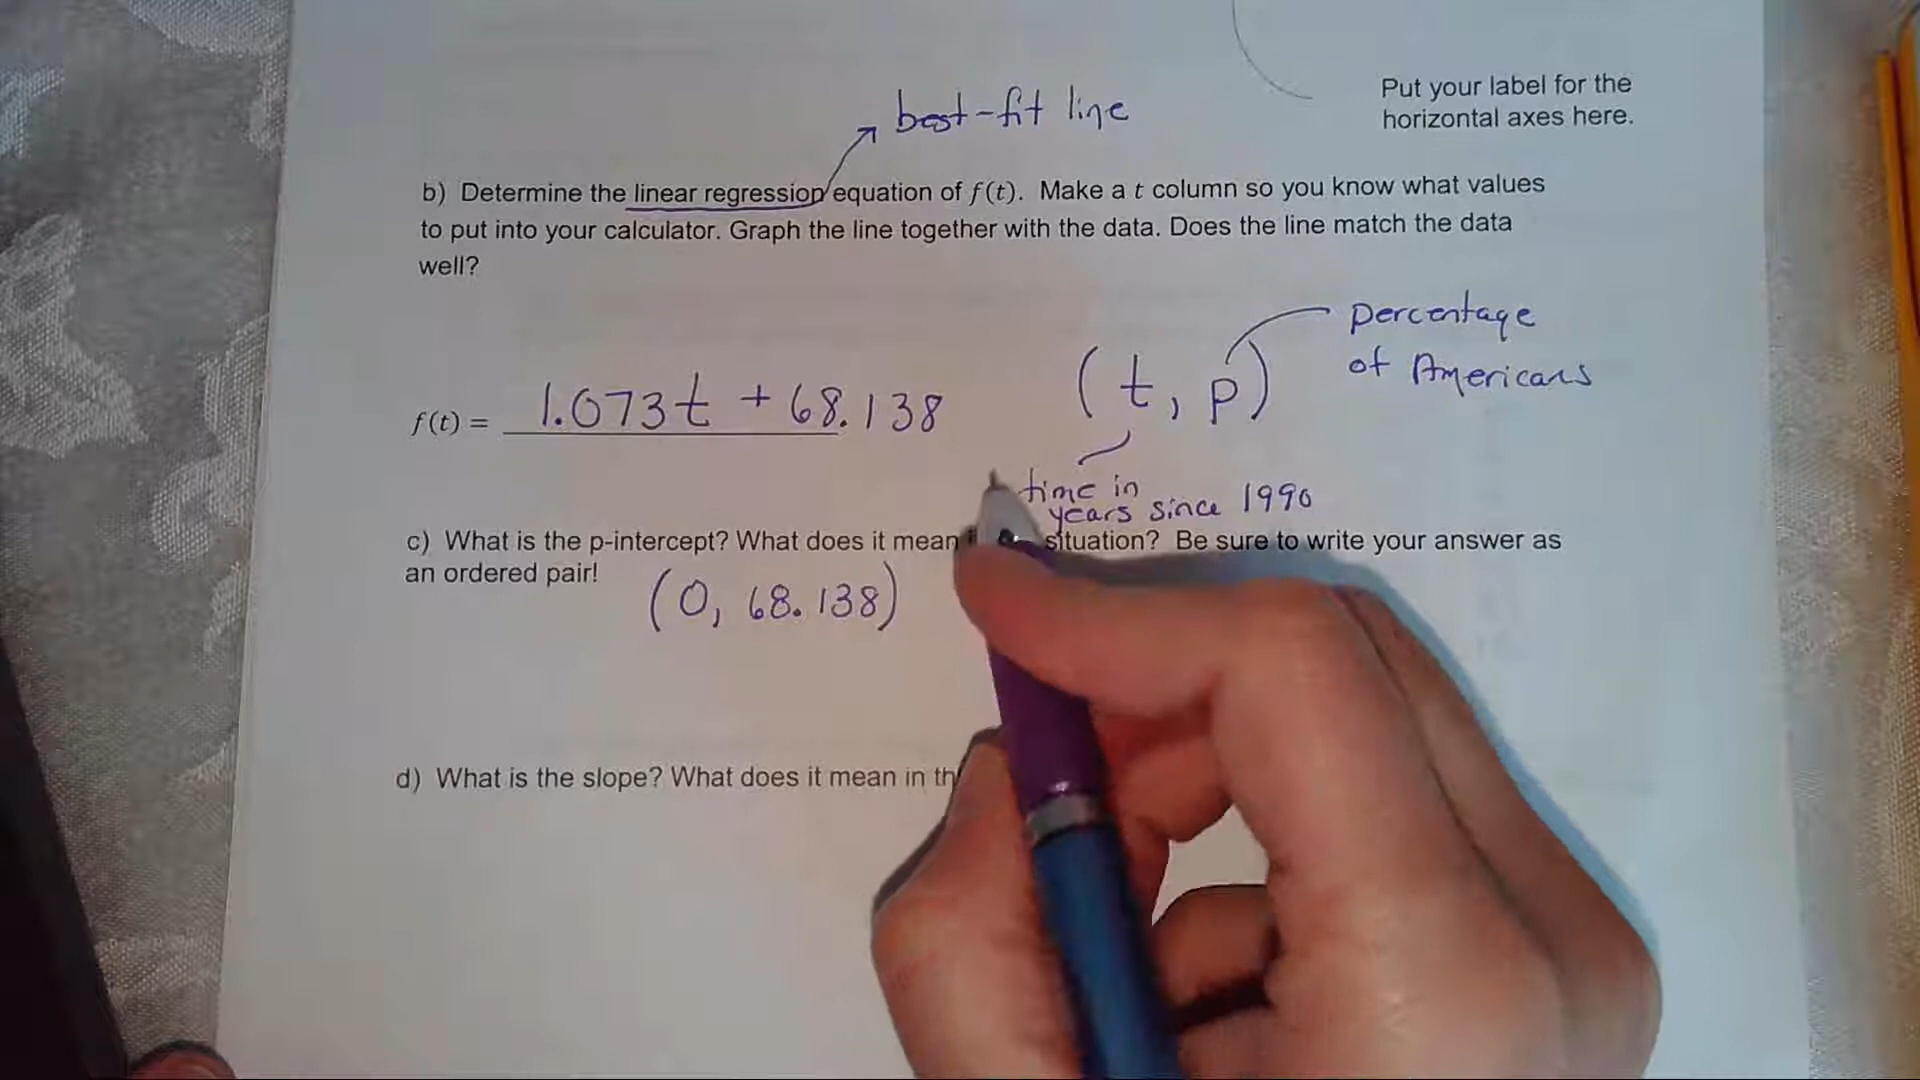 Put your label for the
horizontal axes here.
best-fit line
b) Determine the linear regression equation of f(t). Make a t column so you know what values
to put into your calculator. Graph the line together with the data. Does the line match the data
well?
percentage
of Americans
(t, p)
f(t) = 1.073t + 68.138
time in
years since 1990
c) What is the p-intercept? What does it mean situation? Be sure to write your answer as
an ordered pair!
(0, 68.138)
d) What is the slope? What does it mean in